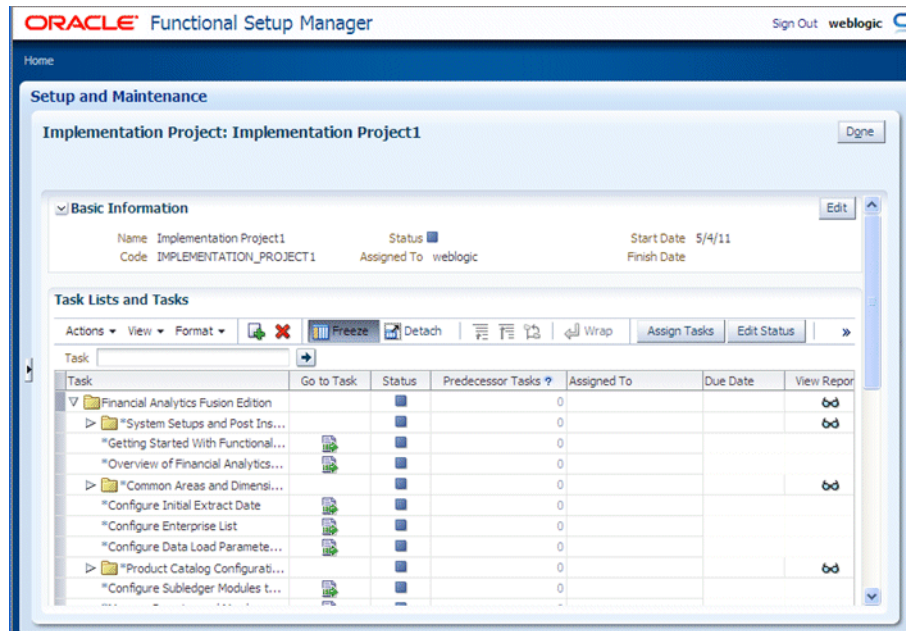 ORACLE Functional Setup Manager Sign Out weblogic
Home
Setup and Maintenance
Implementation Project: Implementation Project1 Done
Basic Information Edit
Name Implementation Project1 Status Start Date 5/4/11
Code IMPLEMENTATION_PROJECT1 Assigned To weblogic Finish Date
Task Lists and Tasks
Actions View Format Freeze Detach Wrap Assign Tasks Edit Status »
Task
Task Go to Task Status Predecessor Tasks ? Assigned To Due Date View Repor
Financial Analytics Fusion Edition 0
*System Setups and Post Ins... 0
*Getting Started With Functional... 0
*Overview of Financial Analytics... 0
*Common Areas and Dimensi... 0
*Configure Initial Extract Date 0
*Configure Enterprise List 0
*Configure Data Load Paramete... 0
*Product Catalog Configurati... 0
*Configure Subledger Modules t... 0